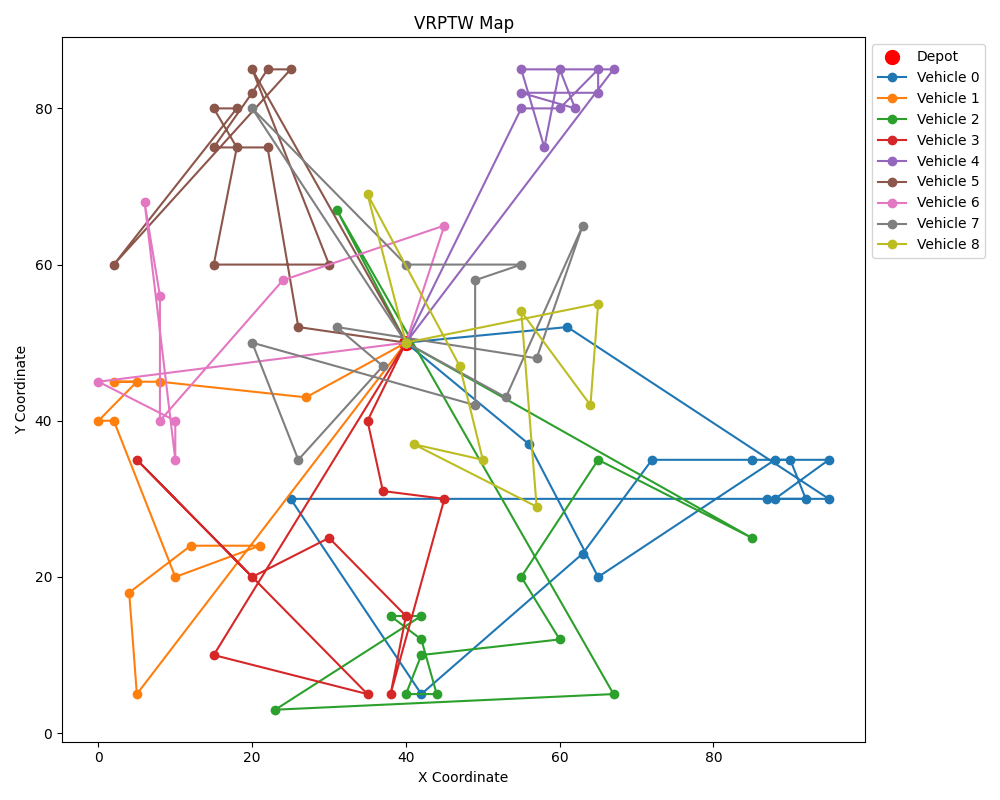 VRPTW Map
Depot
Vehicle 0
Vehicle 1
Vehicle 2
Vehicle 3
Vehicle 4
Vehicle 5
Vehicle 6
Vehicle 7
Vehicle 8
Y Coordinate
80
60
40
20
0
0 20 40 60 80
X Coordinate